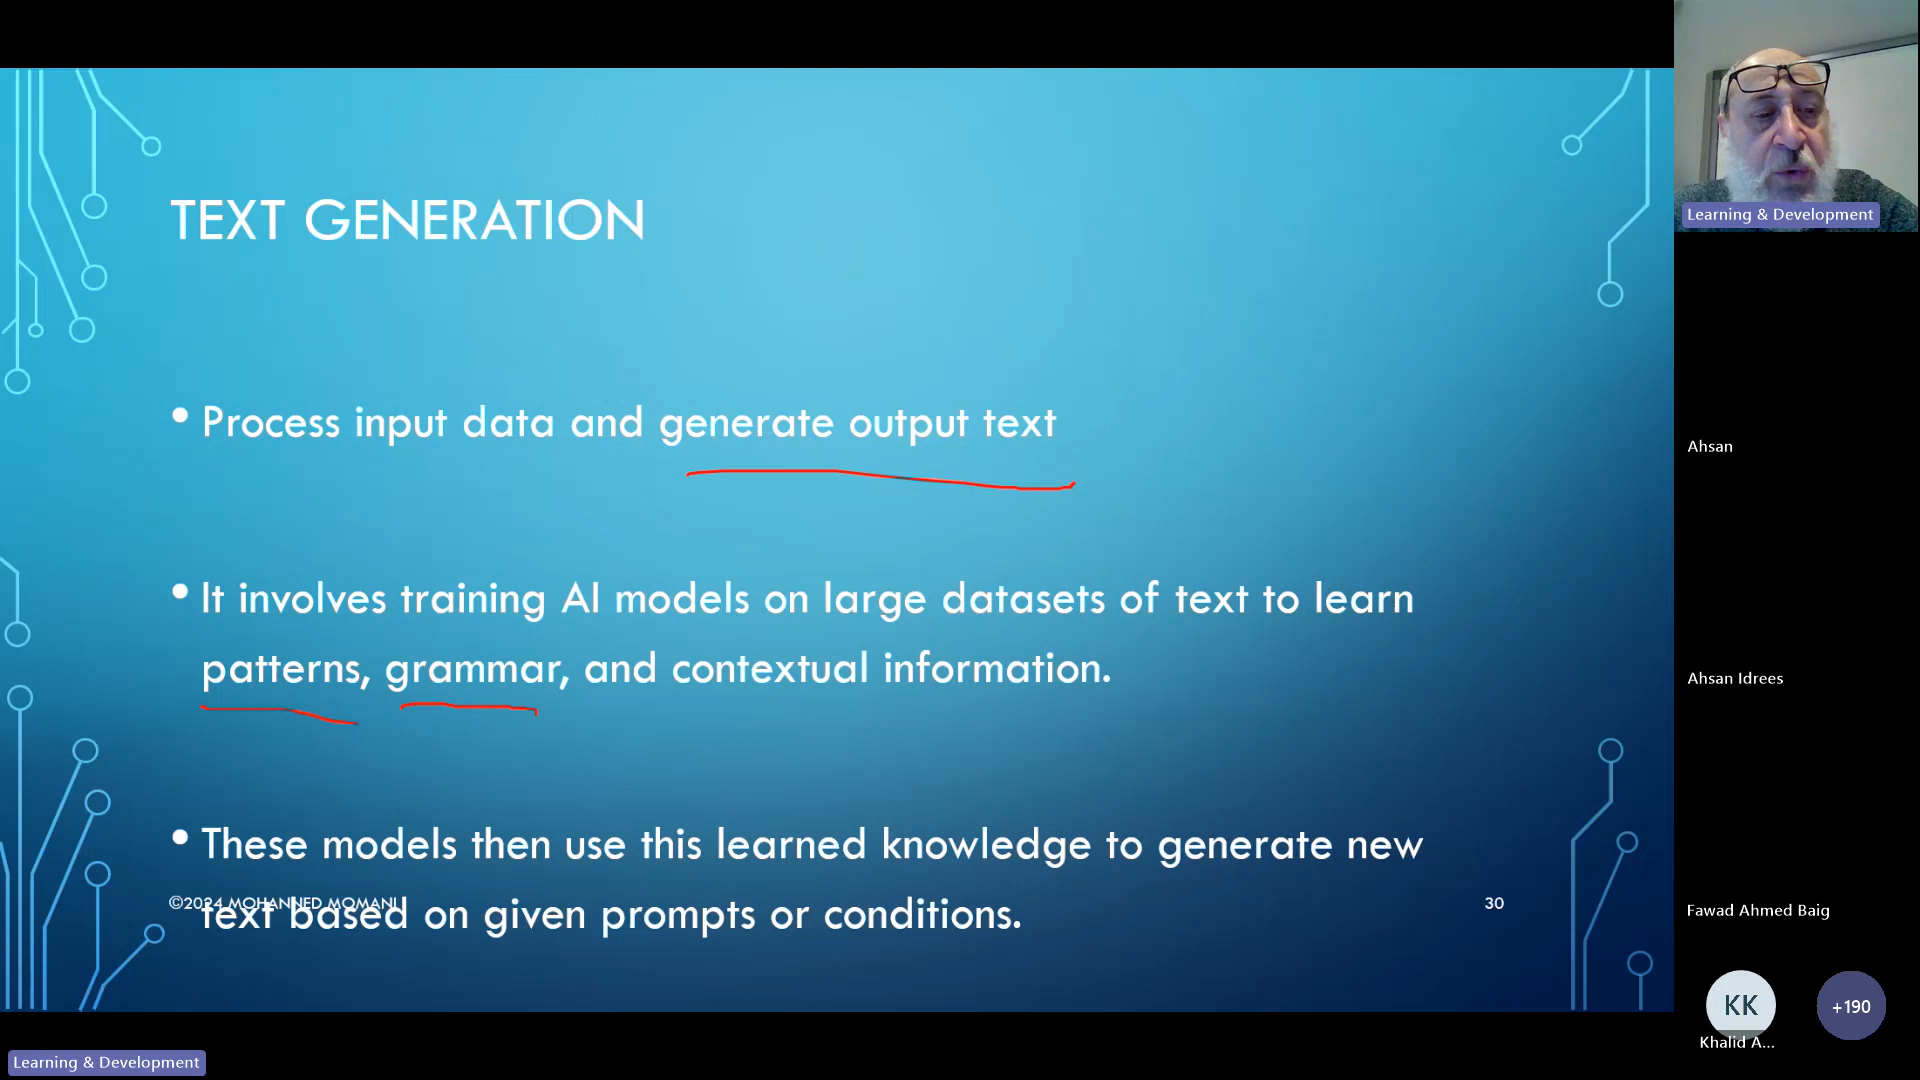 TEXT GENERATION
• Process input data and generate output text
• It involves training AI models on large datasets of text to learn
patterns, grammar, and contextual information.
• These models then use this learned knowledge to generate new
text based on given prompts or conditions.
©2024 MOHANNED MOMANI
30
Learning & Development
Ahsan
Ahsan Idrees
Fawad Ahmed Baig
KK
+190
Khalid A...
Learning & Development